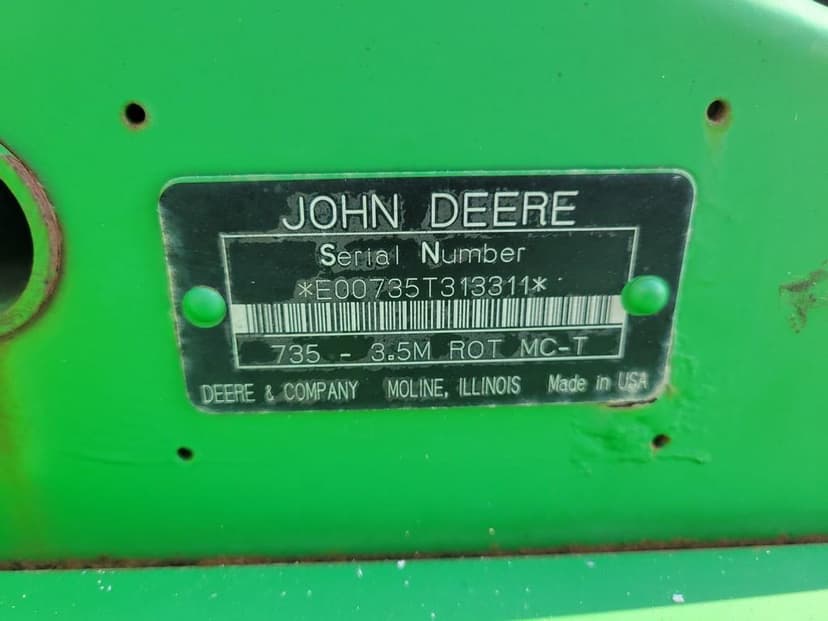 JOHN DEERE
Serial Number
*E00735T313311*
735 - 3.5M ROT MC-T
DEERE & COMPANY MOLINE, ILLINOIS Made in USA